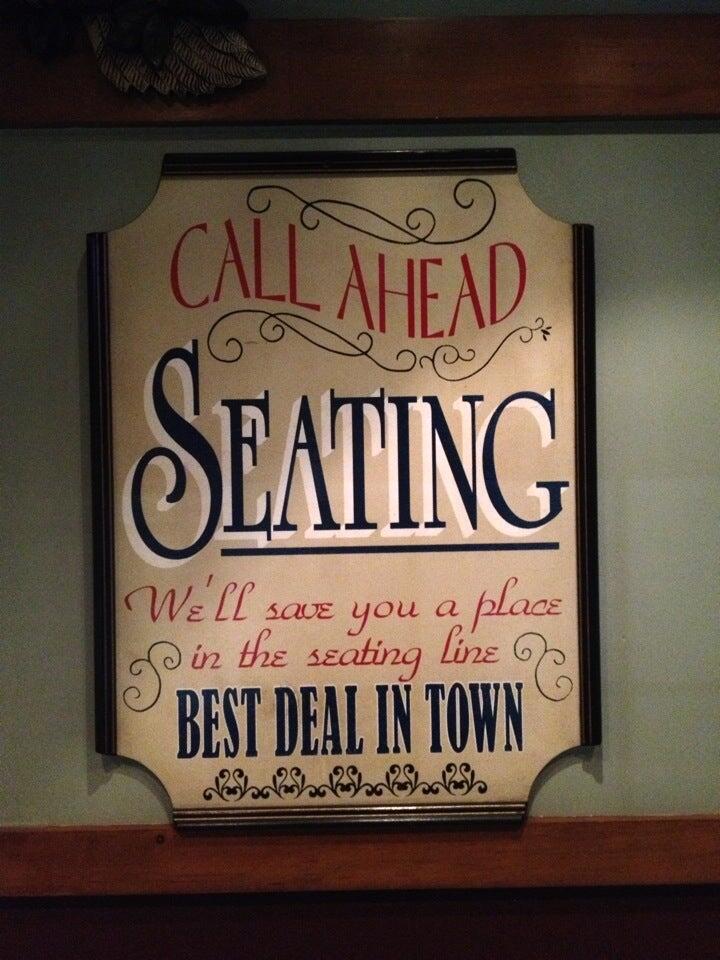 CALL AHEAD
SEATING
We'll save you a place
in the seating line
BEST DEAL IN TOWN